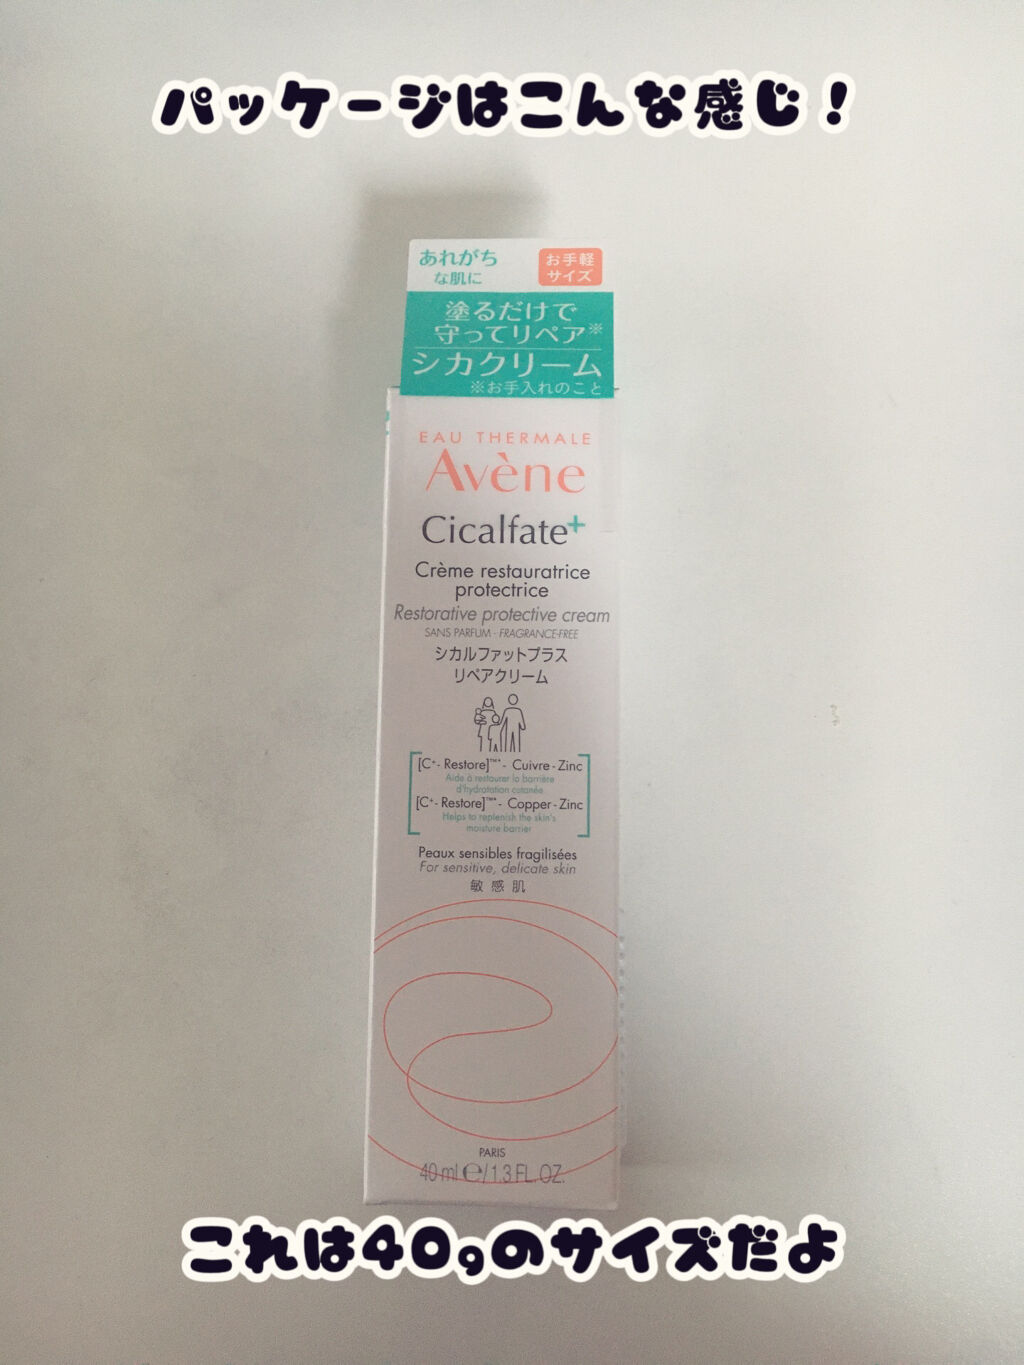 パッケージはこんな感じ！
あれがち
な肌に
お手軽
サイズ
塗るだけで
守ってリペア※
シカクリーム
※お手入れのこと
EAU THERMALE
Avène
Cicalfate+
Crème restauratrice
protectrice
Restorative protective cream
SANS PARFUM - FRAGRANCE-FREE
シカルファットプラス
リペアクリーム
[C+- Restore]™* - Cuivre - Zinc
Aide à restaurer la barrière
d'hydratation cutanée
[C+- Restore]™* - Copper - Zinc
Helps to replenish the skin's
moisture barrier
Peaux sensibles fragilisées
For sensitive, delicate skin
敏感肌
PARIS
40 ml ℮/1.3 FL. OZ.
これは40gのサイズだよ